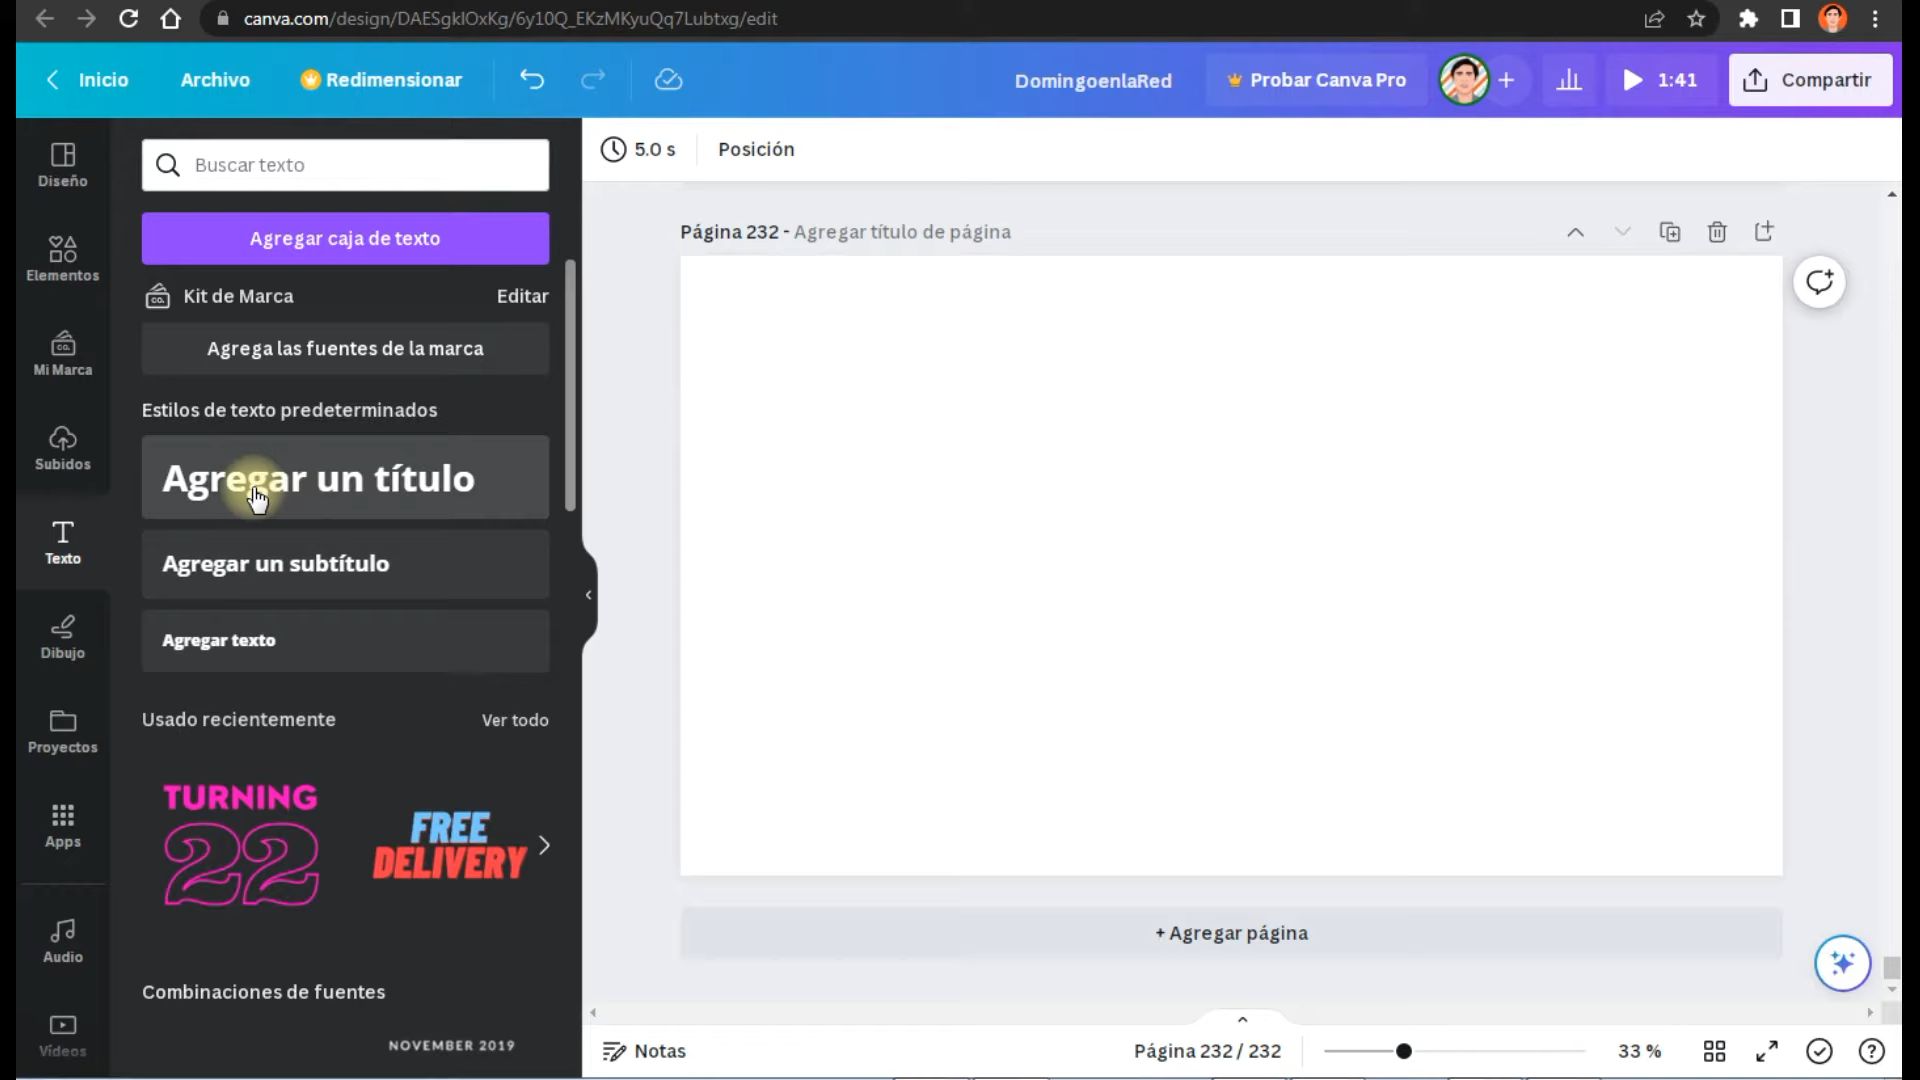 canva.com/design/DAESgklOxKg/6y10Q_EKzMKyuQq7Lubtxg/edit
Inicio
Archivo
Redimensionar
DomingoenlaRed
Probar Canva Pro
1:41
Compartir
Diseño
Elementos
Mi Marca
CO.
Subidos
Texto
Dibujo
Proyectos
Apps
Audio
Vídeos
Buscar texto
Agregar caja de texto
CO.
Kit de Marca
Editar
Agrega las fuentes de la marca
Estilos de texto predeterminados
Agregar un título
Agregar un subtítulo
Agregar texto
Usado recientemente
Ver todo
TURNING
22
FREE
DELIVERY
Combinaciones de fuentes
NOVEMBER 2019
5.0 s
Posición
Página 232 - Agregar título de página
+ Agregar página
Notas
Página 232 / 232
33 %